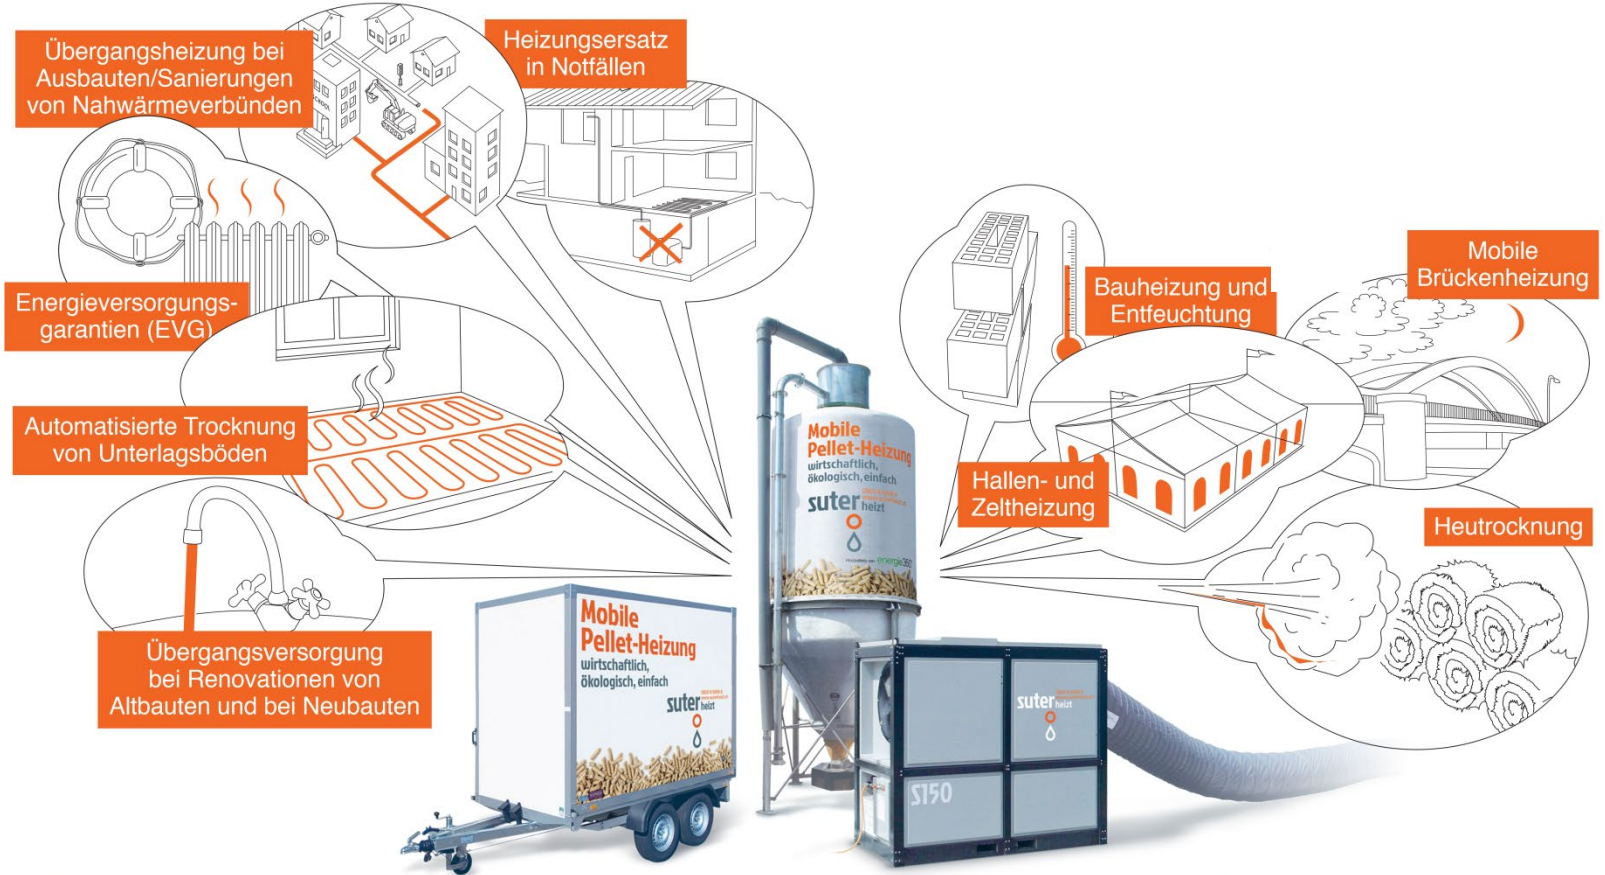 Übergangsheizung bei
Ausbauten/Sanierungen
von Nahwärmeverbünden
Heizungsersatz
in Notfällen
Energieversorgungs-
garantien (EVG)
Automatisierte Trocknung
von Unterlagsböden
Übergangsversorgung
bei Renovationen von
Altbauten und bei Neubauten
Bauheizung und
Entfeuchtung
Mobile
Brückenheizung
Hallen- und
Zeltheizung
Heutrocknung
Mobile
Pellet-Heizung
wirtschaftlich,
ökologisch, einfach
suter heizt
energie360°
Mobile
Pellet-Heizung
wirtschaftlich,
ökologisch, einfach
suter heizt
suter heizt
S150